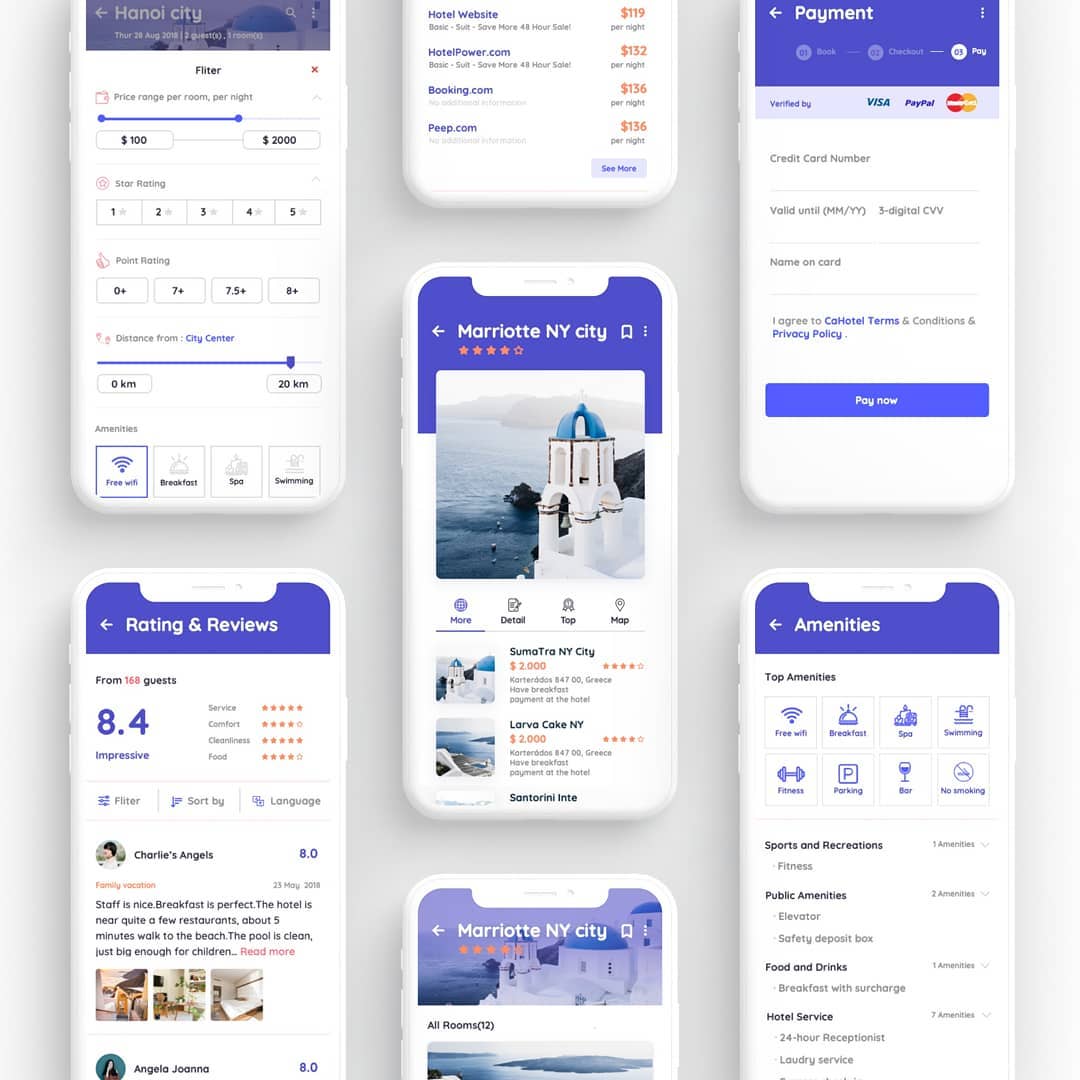 Hanoi city
Thur 28 Aug 2018 | 2 guest(s) , 1 room(s)
Fliter
Price range per room, per night
$ 100
$ 2000
Star Rating
1
2
3
4
5
Point Rating
0+
7+
7.5+
8+
Distance from : City Center
0 km
20 km
Amenities
Free wifi
Breakfast
Spa
Swimming
Rating & Reviews
From 168 guests
8.4
Impressive
Service
Comfort
Cleanliness
Food
Fliter
Sort by
Language
Charlie's Angels
8.0
Family vacation
23 May 2018
Staff is nice.Breakfast is perfect.The hotel is
near quite a few restaurants, about 5
minutes walk to the beach.The pool is clean,
just big enough for children... Read more
Angela Joanna
8.0
Hotel Website
$119
Basic - Suit - Save More 48 Hour Sale!
per night
HotelPower.com
$132
Basic - Suit - Save More 48 Hour Sale!
per night
Booking.com
$136
No additional information
per night
Peep.com
$136
No additional information
per night
See More
Marriotte NY city
More
Detail
Top
Map
SumaTra NY City
$ 2.000
Karterádos 847 00, Greece
Have breakfast
payment at the hotel
Larva Cake NY
$ 2.000
Karterádos 847 00, Greece
Have breakfast
payment at the hotel
Santorini Inte
Marriotte NY city
All Rooms(12)
Payment
01 Book
02 Checkout
03 Pay
Verified by
VISA
PayPal
MasterCard
Credit Card Number
Valid until (MM/YY)
3-digital CVV
Name on card
I agree to CaHotel Terms & Conditions &
Privacy Policy .
Pay now
Amenities
Top Amenities
Free wifi
Breakfast
Spa
Swimming
Fitness
P
Parking
Bar
No smoking
Sports and Recreations
1 Amenities
· Fitness
Public Amenities
2 Amenities
· Elevator
· Safety deposit box
Food and Drinks
1 Amenities
· Breakfast with surcharge
Hotel Service
7 Amenities
· 24-hour Receptionist
· Laudry service